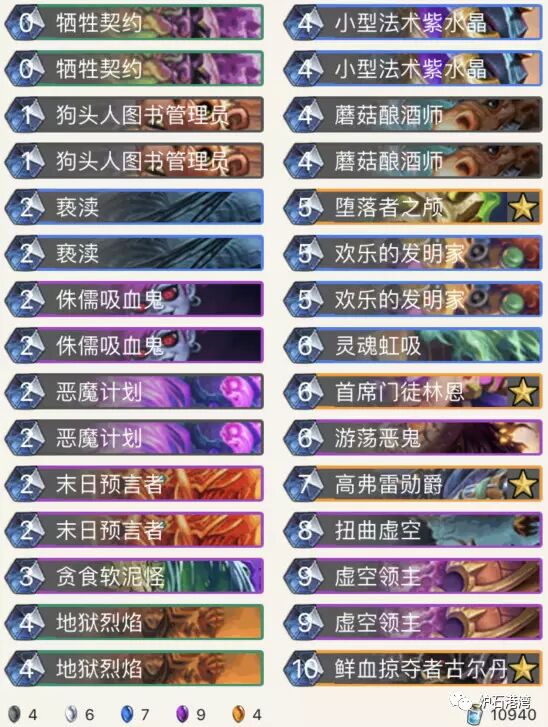 0 牺牲契约
0 牺牲契约
1 狗头人图书管理员
1 狗头人图书管理员
2 亵渎
2 亵渎
2 侏儒吸血鬼
2 侏儒吸血鬼
2 恶魔计划
2 恶魔计划
2 末日预言者
2 末日预言者
3 贪食软泥怪
4 地狱烈焰
4 地狱烈焰
4 小型法术紫水晶
4 小型法术紫水晶
4 蘑菇酿酒师
4 蘑菇酿酒师
5 堕落者之颅
5 欢乐的发明家
5 欢乐的发明家
6 灵魂虹吸
6 首席门徒林恩
6 游荡恶鬼
7 高弗雷勋爵
8 扭曲虚空
9 虚空领主
9 虚空领主
10 鲜血掠夺者古尔丹
4 6 7 9 4
炉石港湾
10940